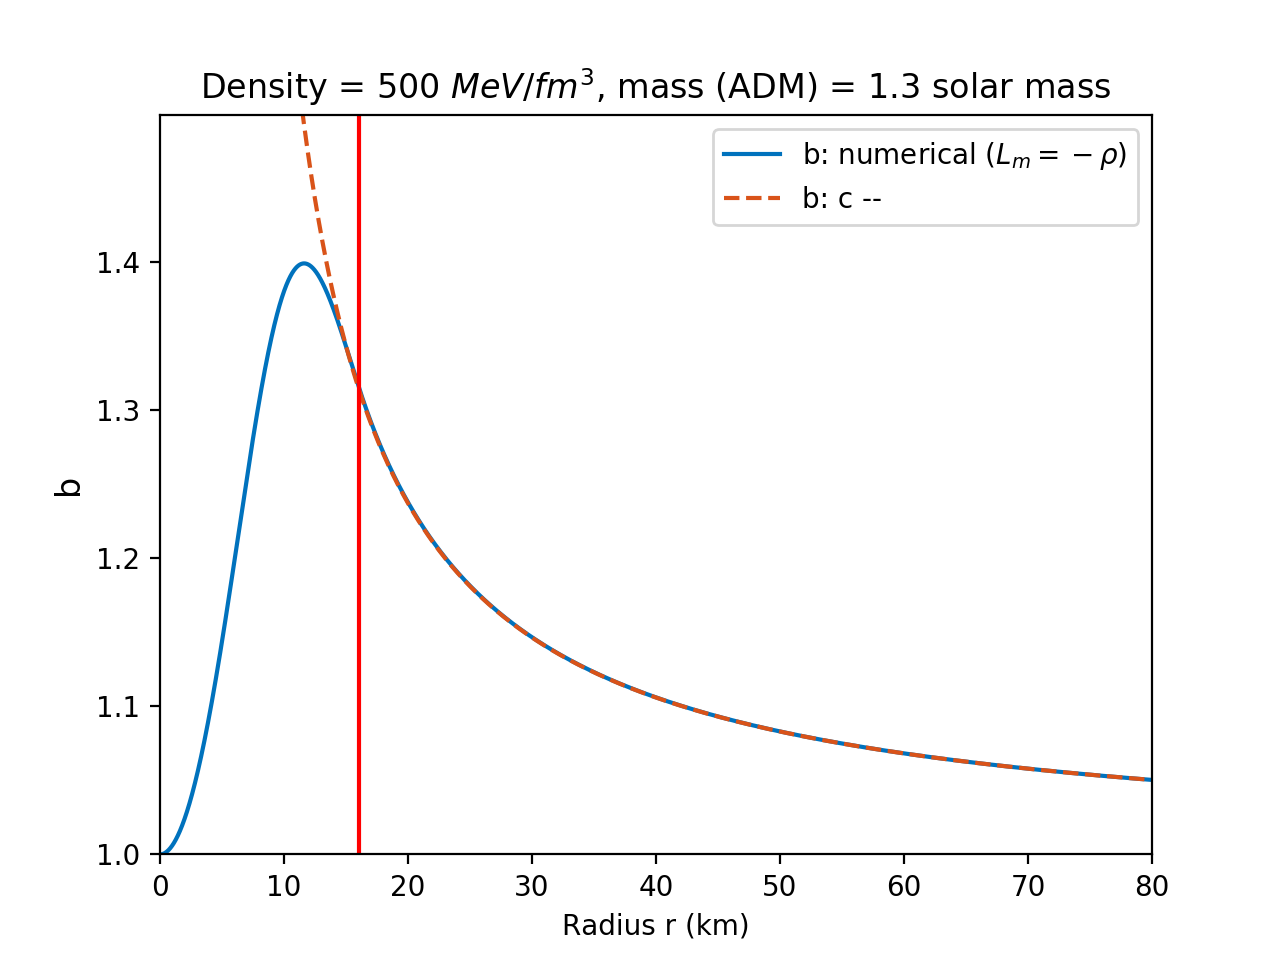 Density = 500 MeV/fm³, mass (ADM) = 1.3 solar mass
b: numerical (Lₘ = −ρ)
b: c --
b
1.4
1.3
1.2
1.1
1.0
0 10 20 30 40 50 60 70 80
Radius r (km)